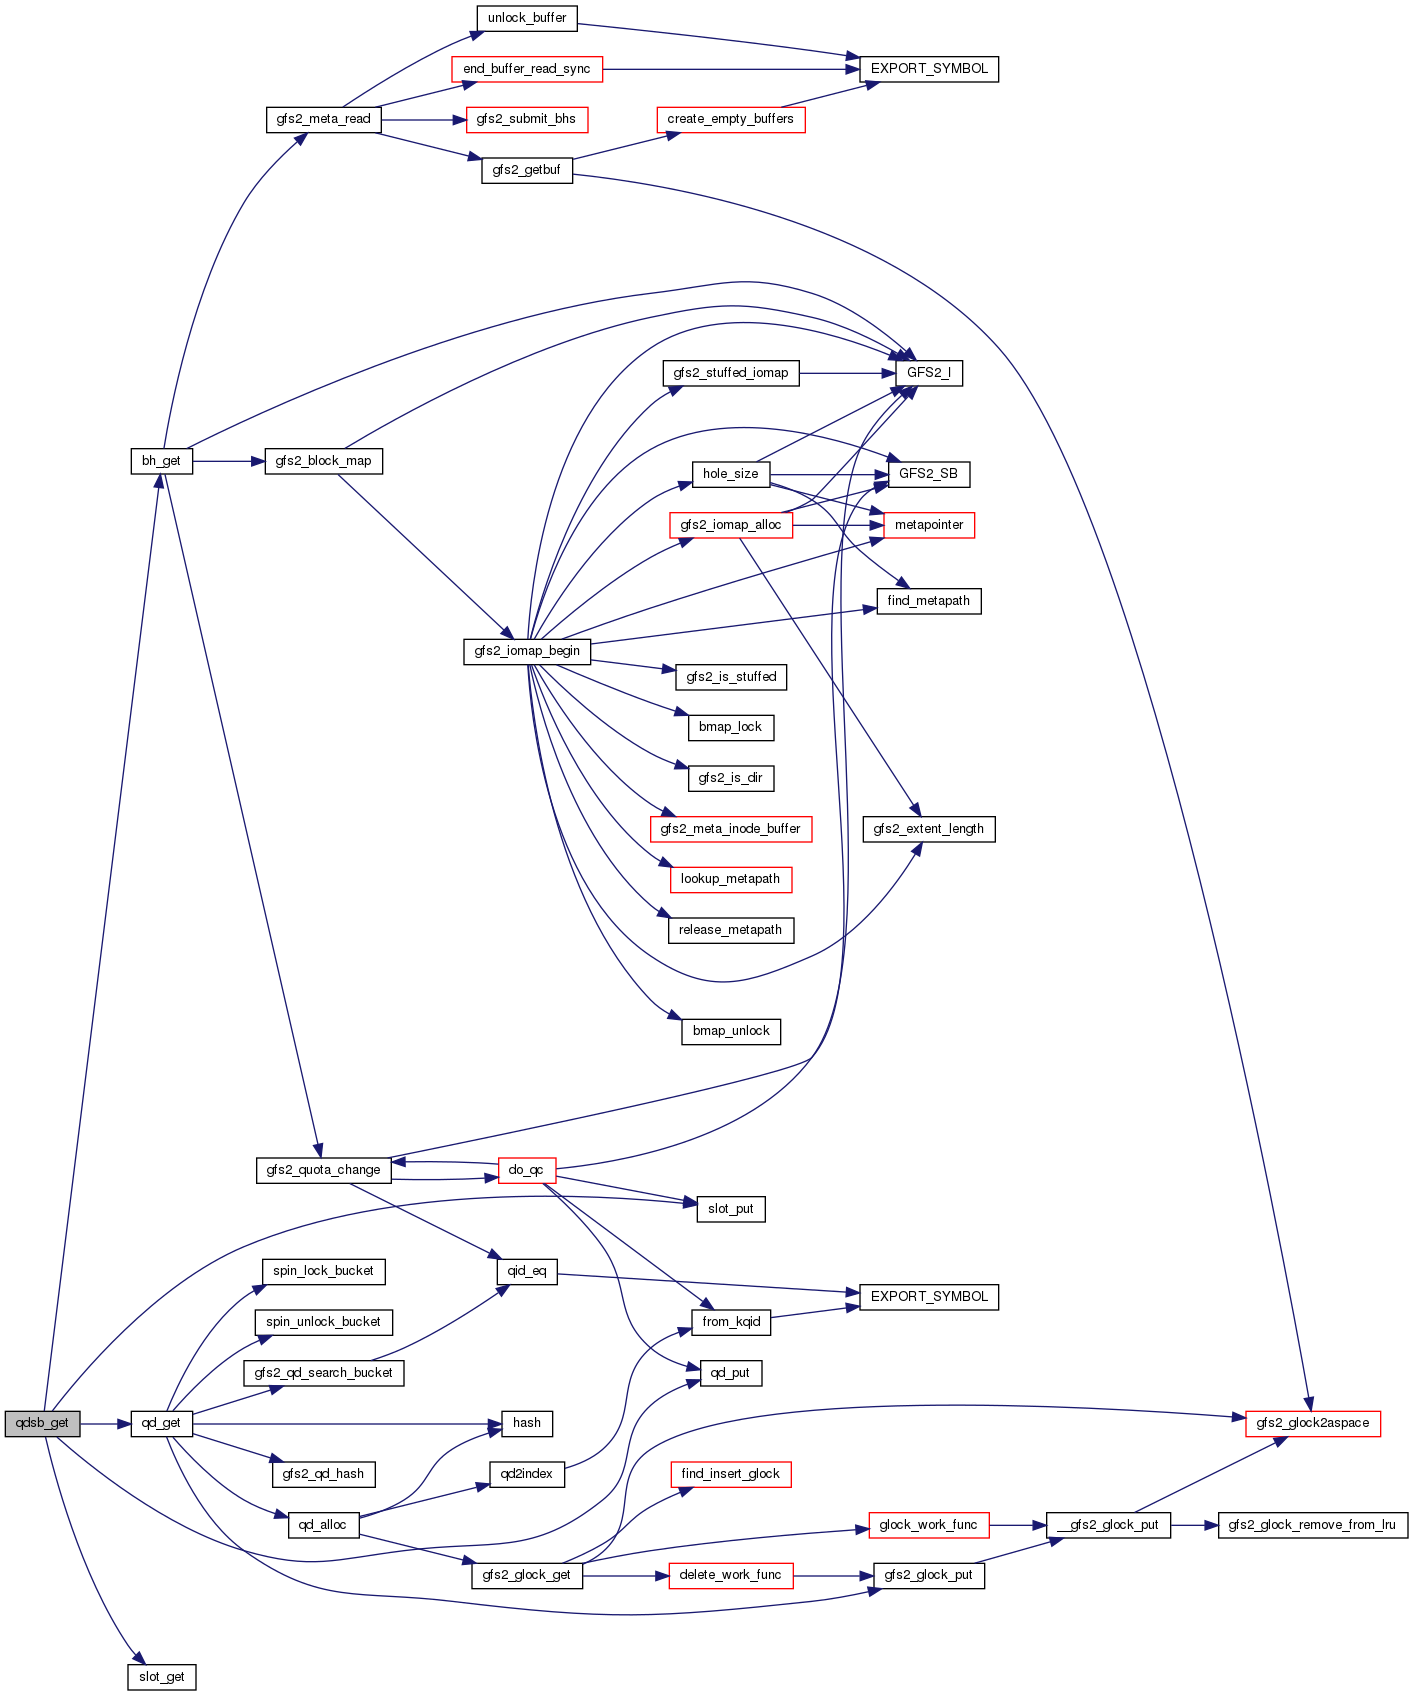 unlock_buffer
end_buffer_read_sync
EXPORT_SYMBOL
gfs2_meta_read
gfs2_submit_bhs
create_empty_buffers
gfs2_getbuf
gfs2_stuffed_iomap
GFS2_I
bh_get
gfs2_block_map
hole_size
GFS2_SB
gfs2_iomap_alloc
metapointer
find_metapath
gfs2_iomap_begin
gfs2_is_stuffed
bmap_lock
gfs2_is_dir
gfs2_meta_inode_buffer
gfs2_extent_length
lookup_metapath
release_metapath
bmap_unlock
gfs2_quota_change
do_qc
slot_put
spin_lock_bucket
qid_eq
EXPORT_SYMBOL
spin_unlock_bucket
from_kqid
gfs2_qd_search_bucket
qd_put
qdsb_get
qd_get
hash
gfs2_glock2aspace
gfs2_qd_hash
qd2index
find_insert_glock
qd_alloc
glock_work_func
__gfs2_glock_put
gfs2_glock_remove_from_lru
gfs2_glock_get
delete_work_func
gfs2_glock_put
slot_get